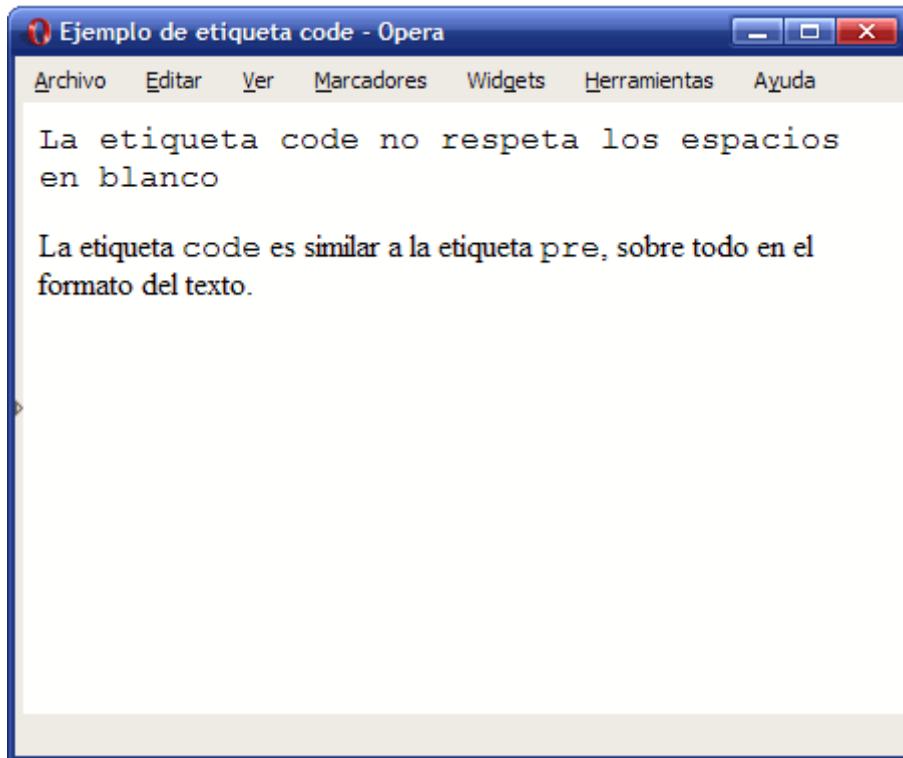 Ejemplo de etiqueta code - Opera
Archivo Editar Ver Marcadores Widgets Herramientas Ayuda
La etiqueta code no respeta los espacios
en blanco
La etiqueta code es similar a la etiqueta pre, sobre todo en el
formato del texto.